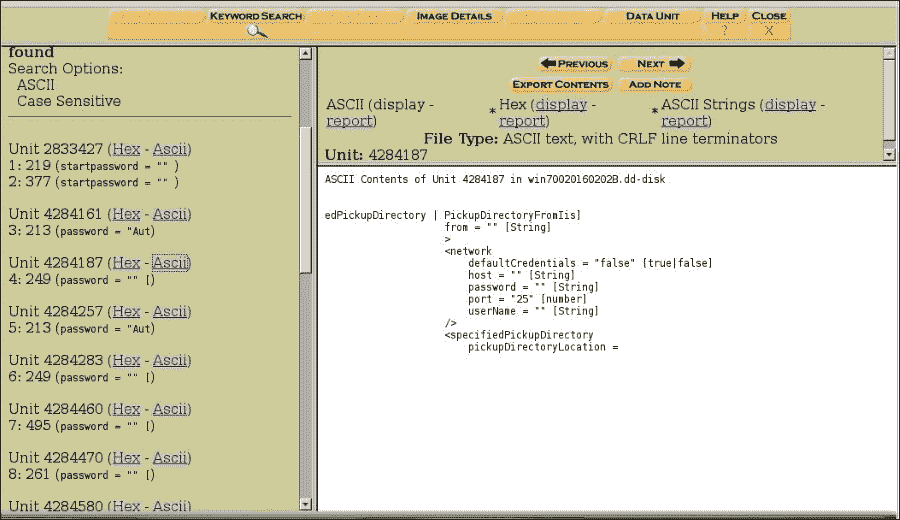 KEYWORD SEARCH IMAGE DETAILS DATA UNIT HELP CLOSE
? X
found
Search Options:
ASCII
Case Sensitive
Unit 2833427 (Hex - Ascii)
1: 219 (startpassword = "" )
2: 377 (startpassword = "" )
Unit 4284161 (Hex - Ascii)
3: 213 (password = "Aut)
Unit 4284187 (Hex - Ascii)
4: 249 (password = "" [)
Unit 4284257 (Hex - Ascii)
5: 213 (password = "Aut)
Unit 4284283 (Hex - Ascii)
6: 249 (password = "" [)
Unit 4284460 (Hex - Ascii)
7: 495 (password = "" [)
Unit 4284470 (Hex - Ascii)
8: 261 (password = "" [)
Unit 4284580 (Hex - Ascii)
PREVIOUS NEXT
EXPORT CONTENTS ADD NOTE
ASCII (display - * Hex (display - * ASCII Strings (display -
report) report) report)
File Type: ASCII text, with CRLF line terminators
Unit: 4284187
ASCII Contents of Unit 4284187 in win70020160202B.dd-disk
edPickupDirectory | PickupDirectoryFromIis]
from = "" [String]
>
<network
defaultCredentials = "false" [true|false]
host = "" [String]
password = "" [String]
port = "25" [number]
userName = "" [String]
/>
<specifiedPickupDirectory
pickupDirectoryLocation =